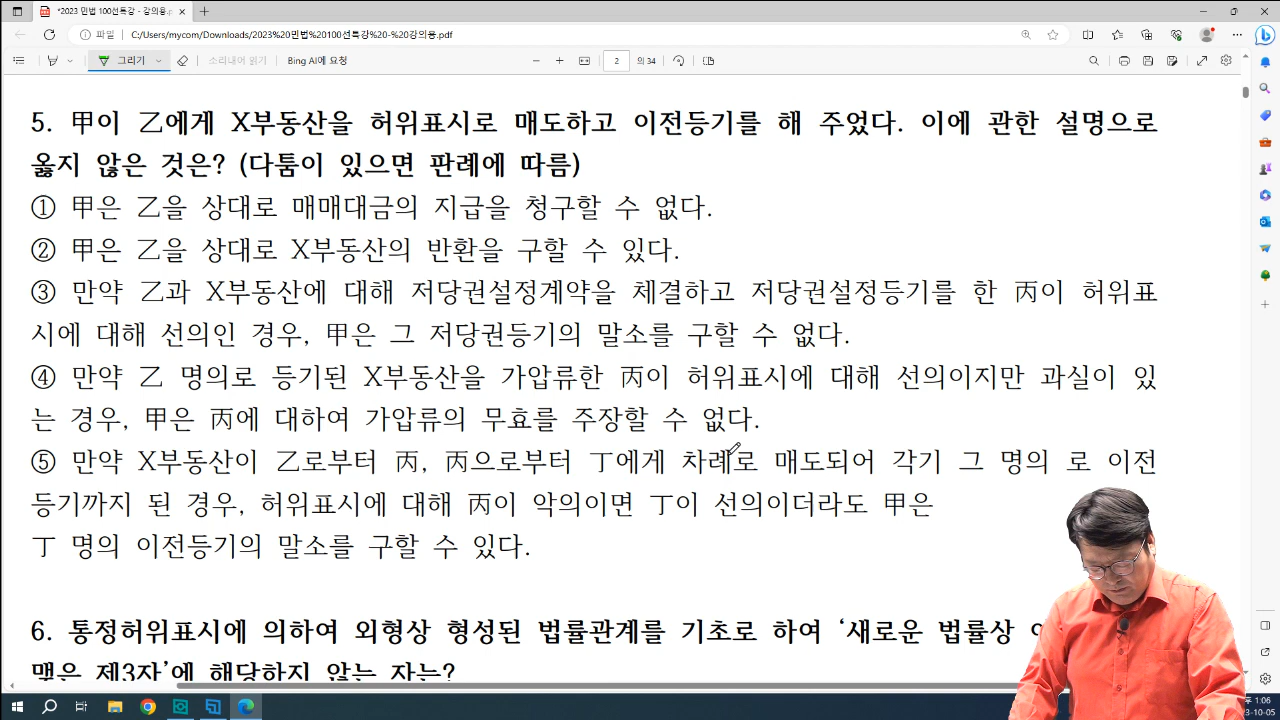 *2023 민법 100선특강 - 강의용.p
파일
C:/Users/mycom/Downloads/2023%20민법%20100선특강%20-%20강의용.pdf
그리기
소리내어 읽기
Bing AI에 요청
2
의 34
5. 甲이 乙에게 X부동산을 허위표시로 매도하고 이전등기를 해 주었다. 이에 관한 설명으로
옳지 않은 것은? (다툼이 있으면 판례에 따름)
① 甲은 乙을 상대로 매매대금의 지급을 청구할 수 없다.
② 甲은 乙을 상대로 X부동산의 반환을 구할 수 있다.
③ 만약 乙과 X부동산에 대해 저당권설정계약을 체결하고 저당권설정등기를 한 丙이 허위표
시에 대해 선의인 경우, 甲은 그 저당권등기의 말소를 구할 수 없다.
④ 만약 乙 명의로 등기된 X부동산을 가압류한 丙이 허위표시에 대해 선의이지만 과실이 있
는 경우, 甲은 丙에 대하여 가압류의 무효를 주장할 수 없다.
⑤ 만약 X부동산이 乙로부터 丙, 丙으로부터 丁에게 차례로 매도되어 각기 그 명의 로 이전
등기까지 된 경우, 허위표시에 대해 丙이 악의이면 丁이 선의이더라도 甲은
丁 명의 이전등기의 말소를 구할 수 있다.
6. 통정허위표시에 의하여 외형상 형성된 법률관계를 기초로 하여 ‘새로운 법률상
맺은 제3자’에 해당하지 않는 자는?
1:06
23-10-05